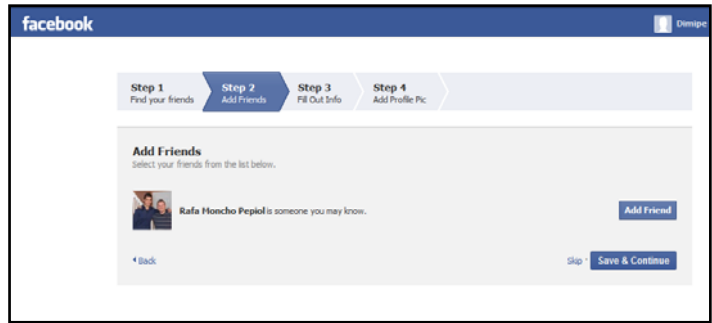 facebook
Dimipe
Step 1
Find your friends
Step 2
Add Friends
Step 3
Fill Out Info
Step 4
Add Profile Pic
Add Friends
Select your friends from the list below.
Rafa Moncho Pepiol is someone you may know.
Add Friend
Back
Skip · Save & Continue